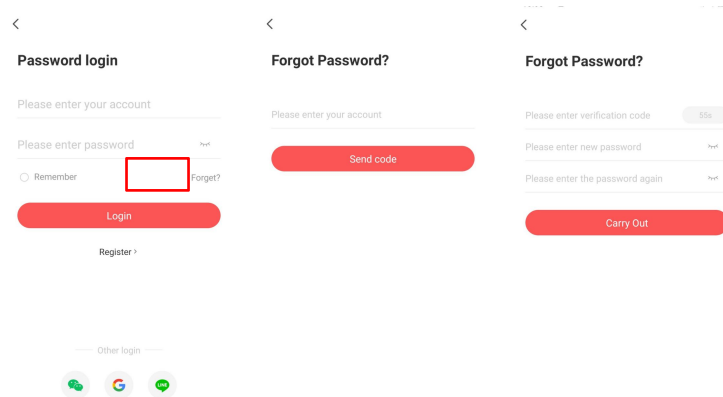 Password login
Please enter your account
Please enter password
Remember
Forget?
Login
Register >
Other login
LINE
Forgot Password?
Please enter your account
Send code
Forgot Password?
Please enter verification code
55s
Please enter new password
Please enter the password again
Carry Out